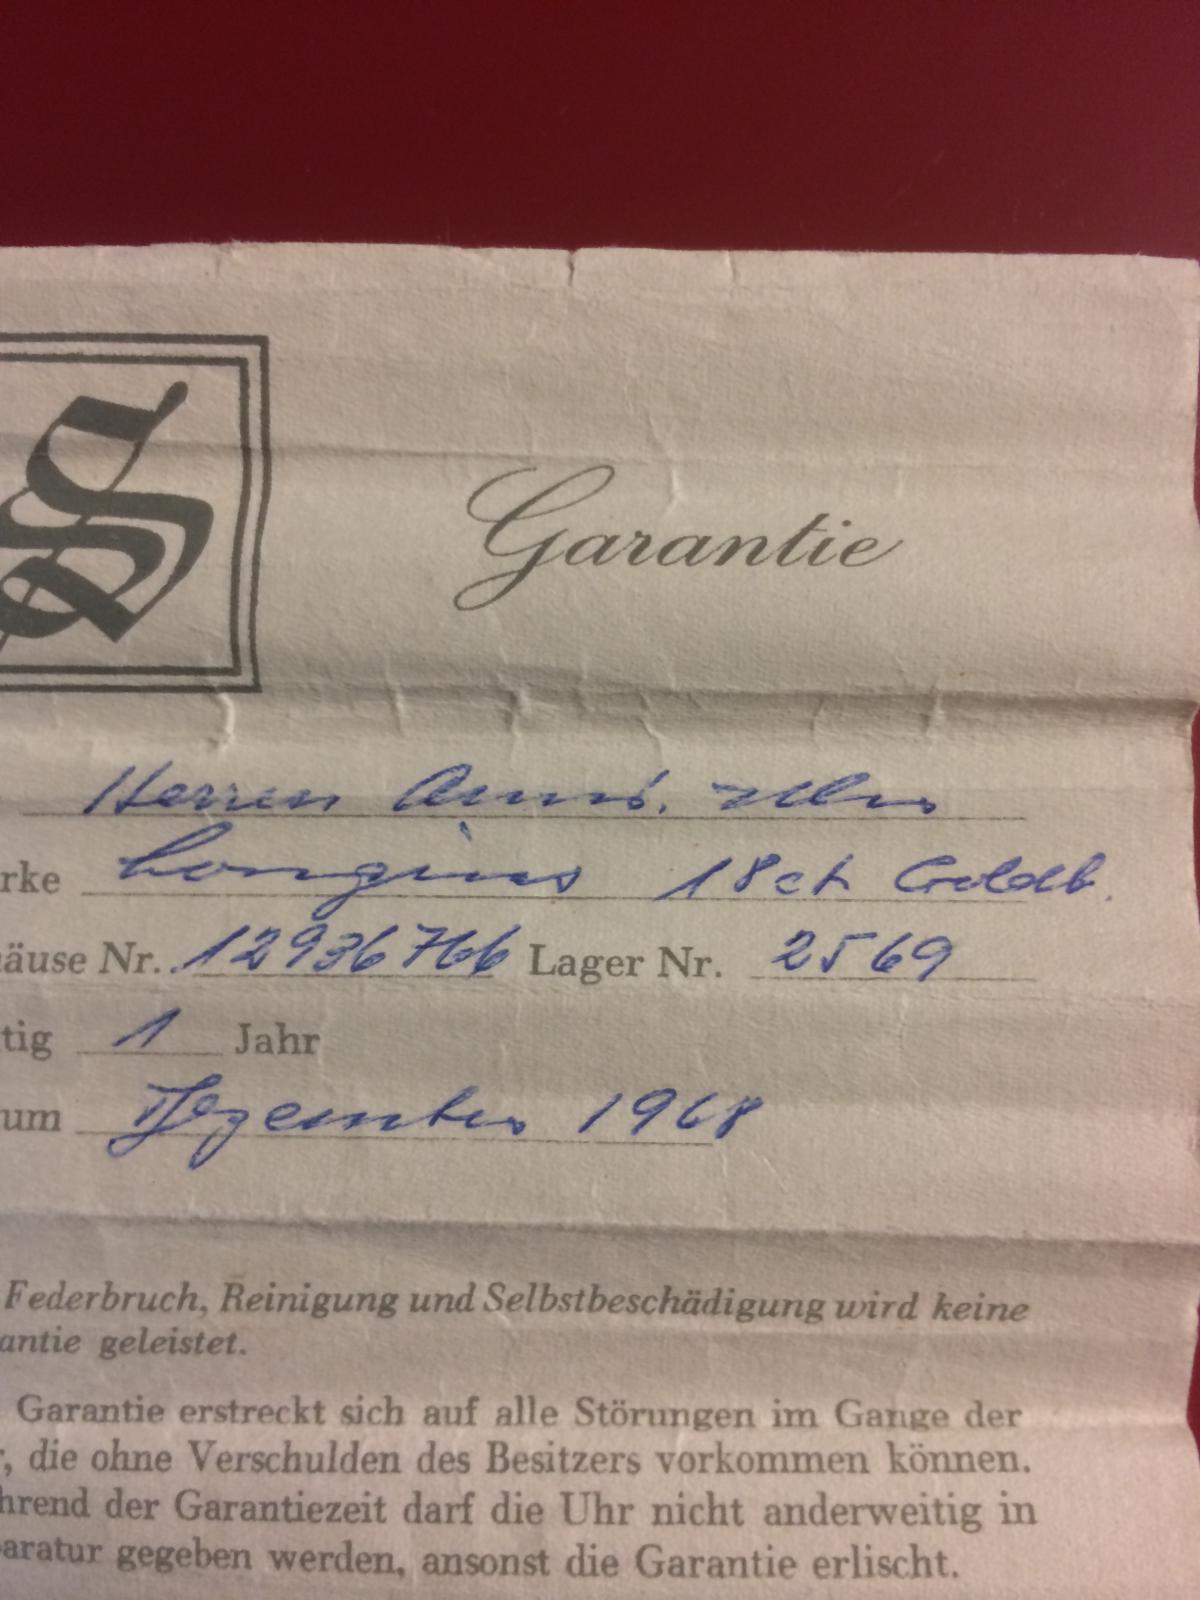 S
Garantie
Herren Armb. Uhr
rke Longines 18ct Goldb.
äuse Nr. 12936766 Lager Nr. 2569
tig 1 Jahr
um Dezember 1968
Federbruch, Reinigung und Selbstbeschädigung wird keine
antie geleistet.
Garantie erstreckt sich auf alle Störungen im Gange der
r, die ohne Verschulden des Besitzers vorkommen können.
hrend der Garantiezeit darf die Uhr nicht anderweitig in
paratur gegeben werden, ansonst die Garantie erlischt.